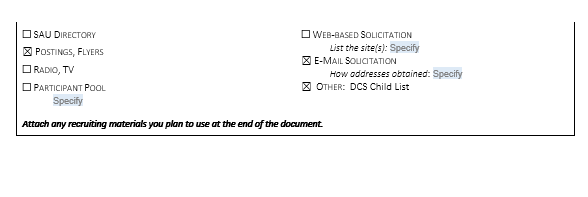 ☐ SAU DIRECTORY
☒ POSTINGS, FLYERS
☐ RADIO, TV
☐ PARTICIPANT POOL
Specify
☐ WEB-BASED SOLICITATION
List the site(s): Specify
☒ E-MAIL SOLICITATION
How addresses obtained: Specify
☒ OTHER: DCS Child List
Attach any recruiting materials you plan to use at the end of the document.